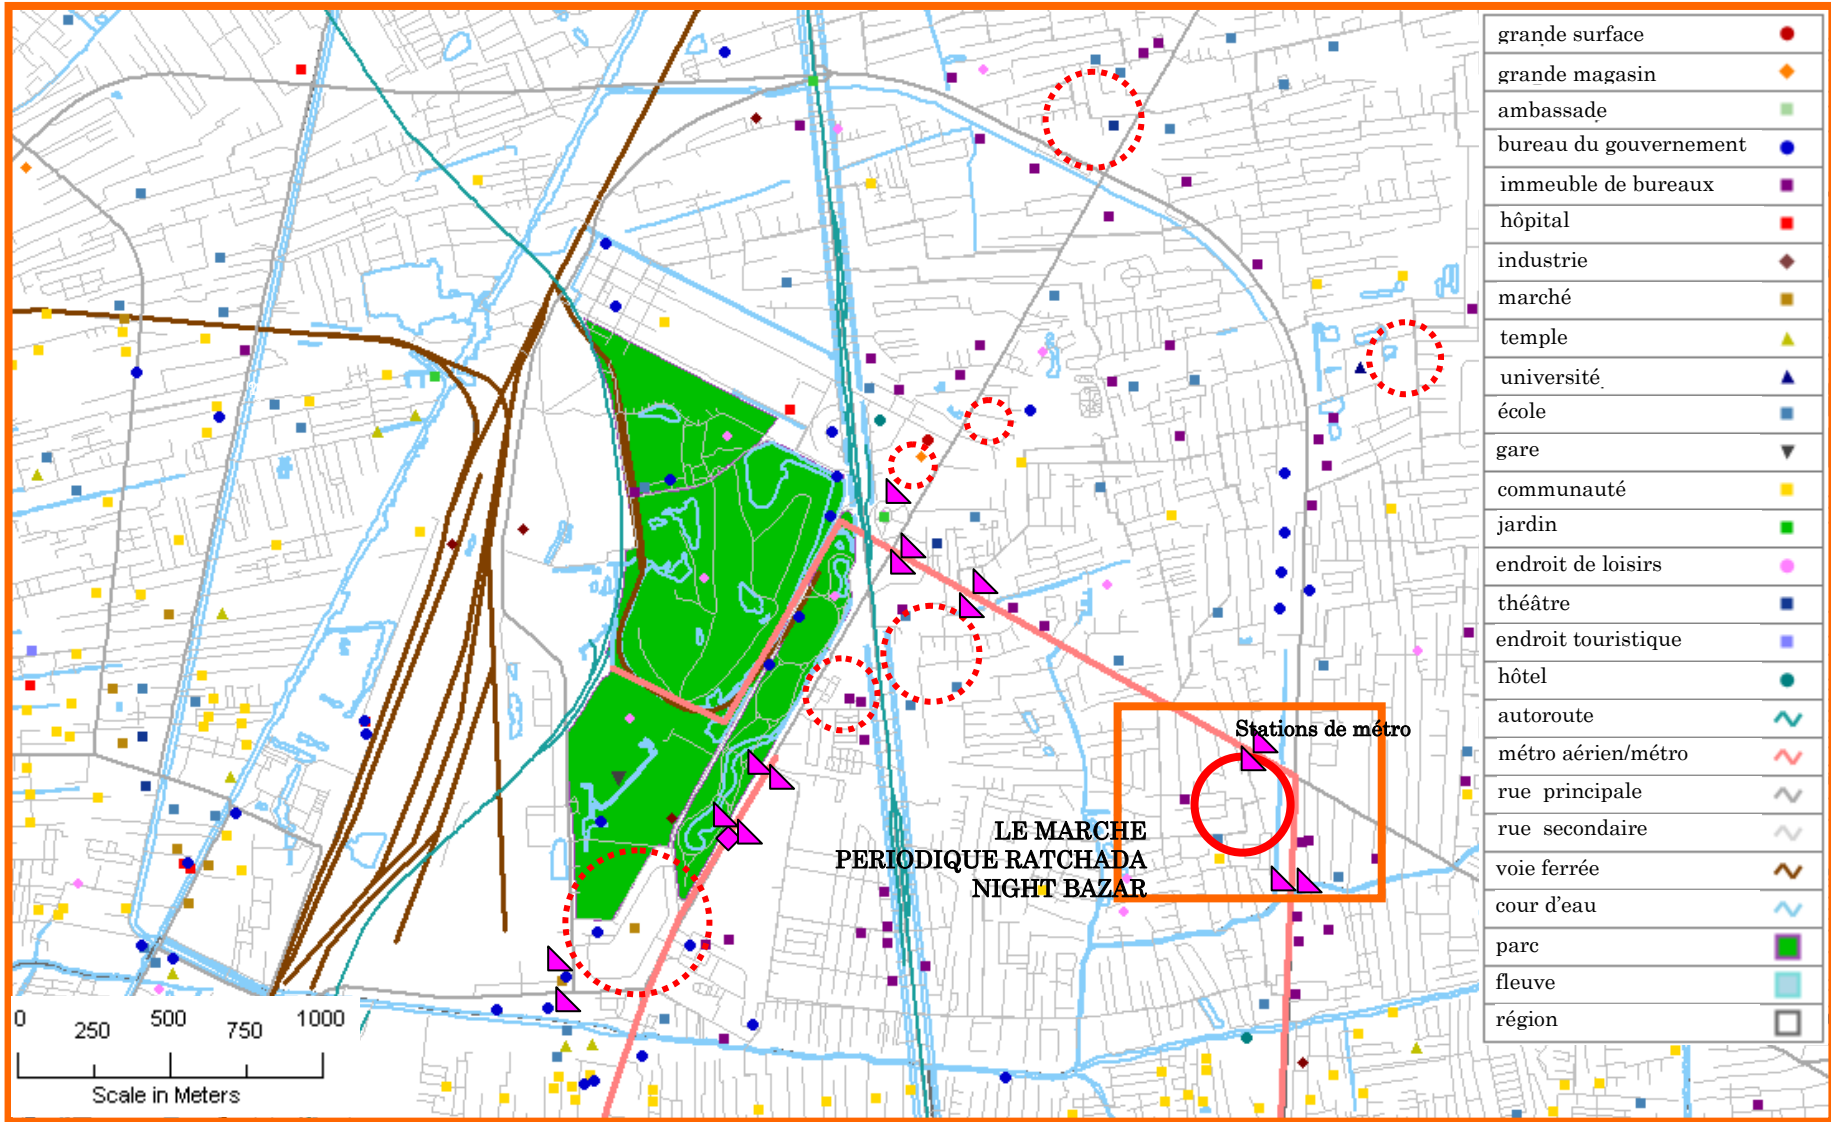 grande surface
grande magasin
ambassade
bureau du gouvernement
immeuble de bureaux
hôpital
industrie
marché
temple
université
école
gare
communauté
jardin
endroit de loisirs
théâtre
endroit touristique
hôtel
autoroute
métro aérien/métro
rue principale
rue secondaire
voie ferrée
cour d'eau
parc
fleuve
région
Stations de métro
LE MARCHE
PERIODIQUE RATCHADA
NIGHT BAZAR
0 250 500 750 1000
Scale in Meters